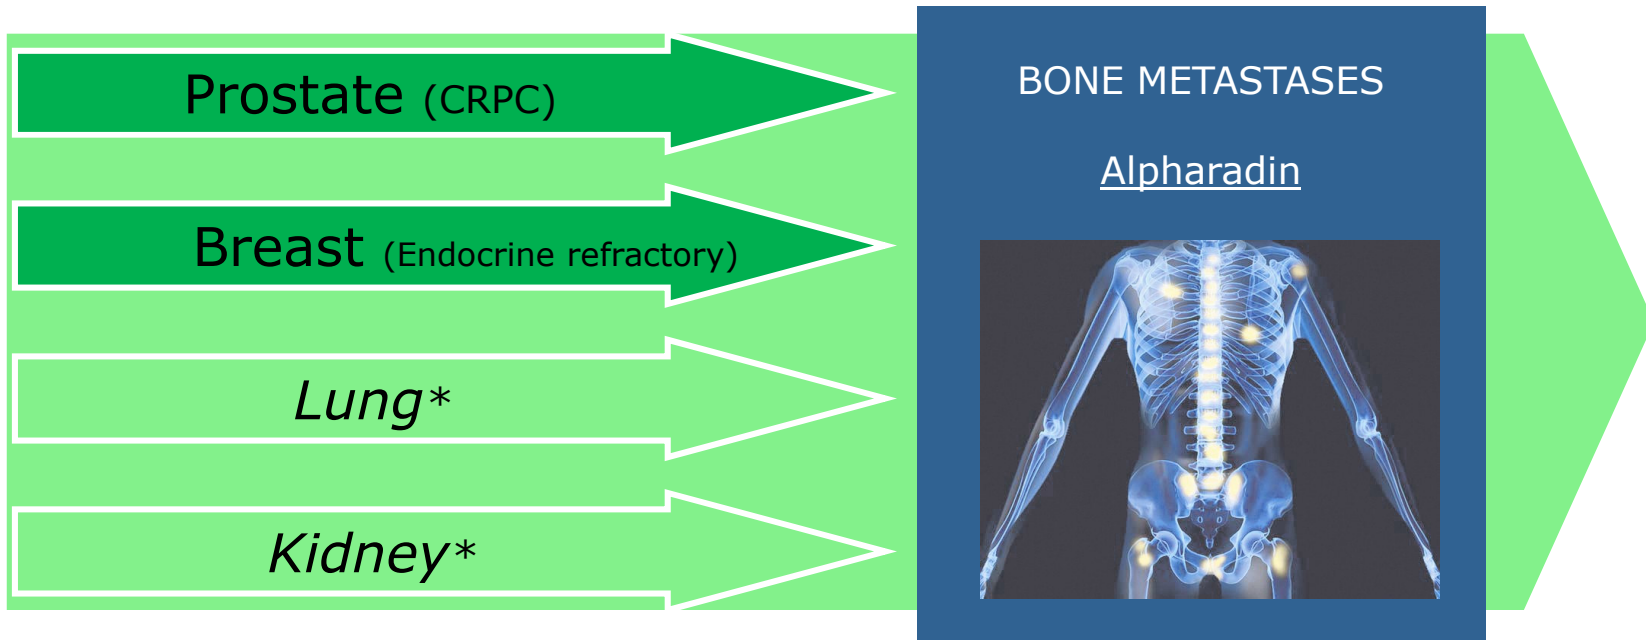 Prostate (CRPC)
Breast (Endocrine refractory)
Lung*
Kidney*
BONE METASTASES
Alpharadin